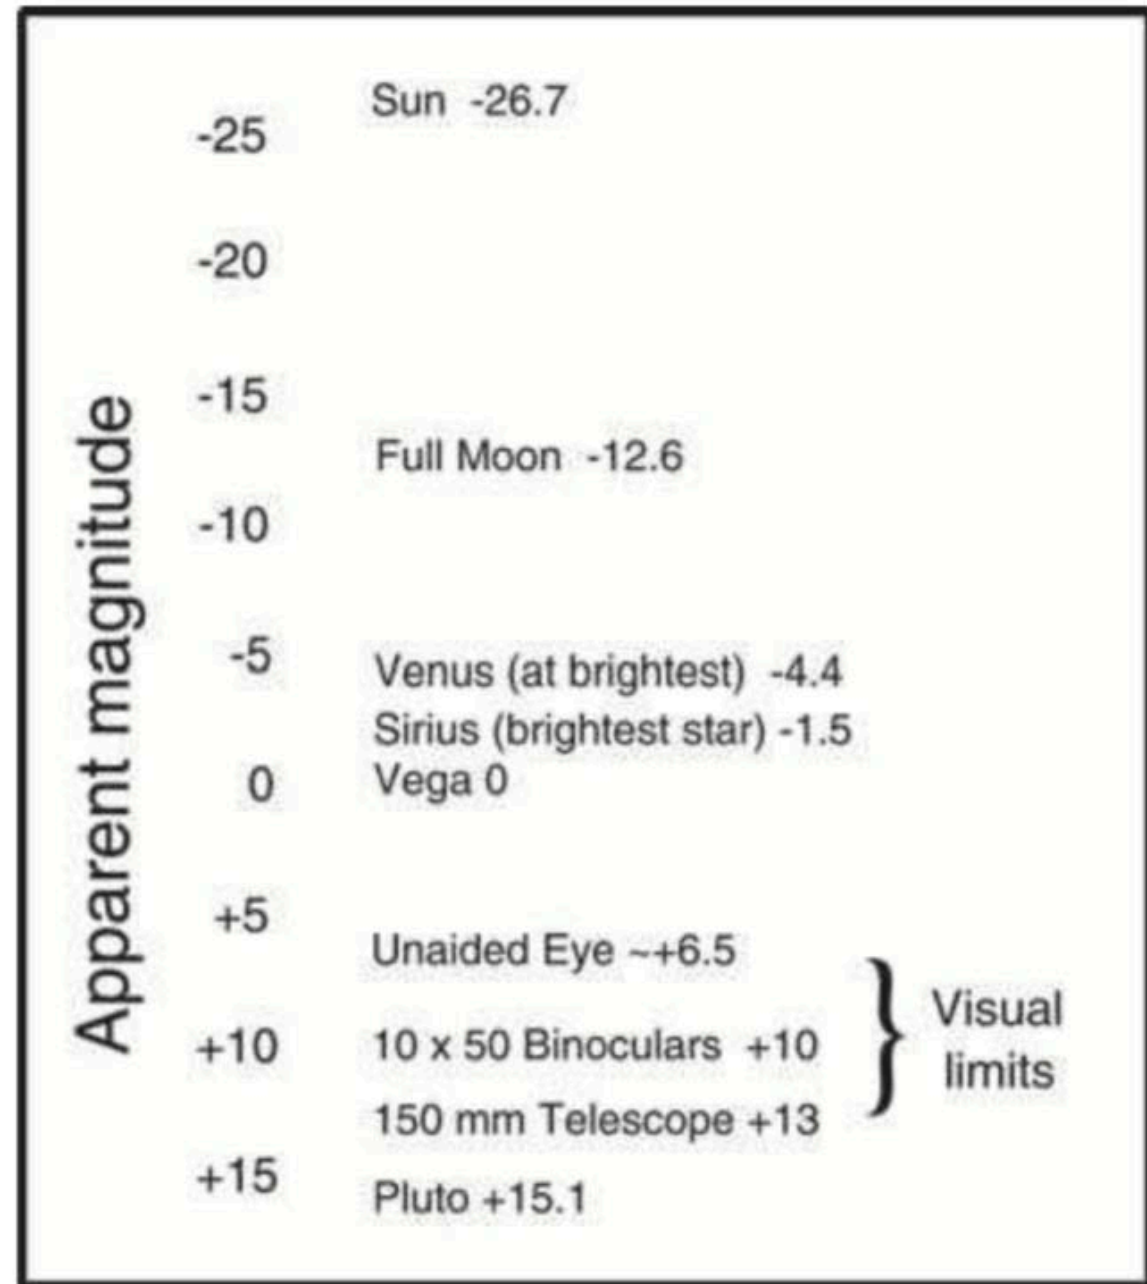 Apparent magnitude
-25
Sun -26.7
-20
-15
Full Moon -12.6
-10
-5
Venus (at brightest) -4.4
Sirius (brightest star) -1.5
0
Vega 0
+5
Unaided Eye ~+6.5
+10
10 x 50 Binoculars +10
150 mm Telescope +13
Visual
limits
+15
Pluto +15.1